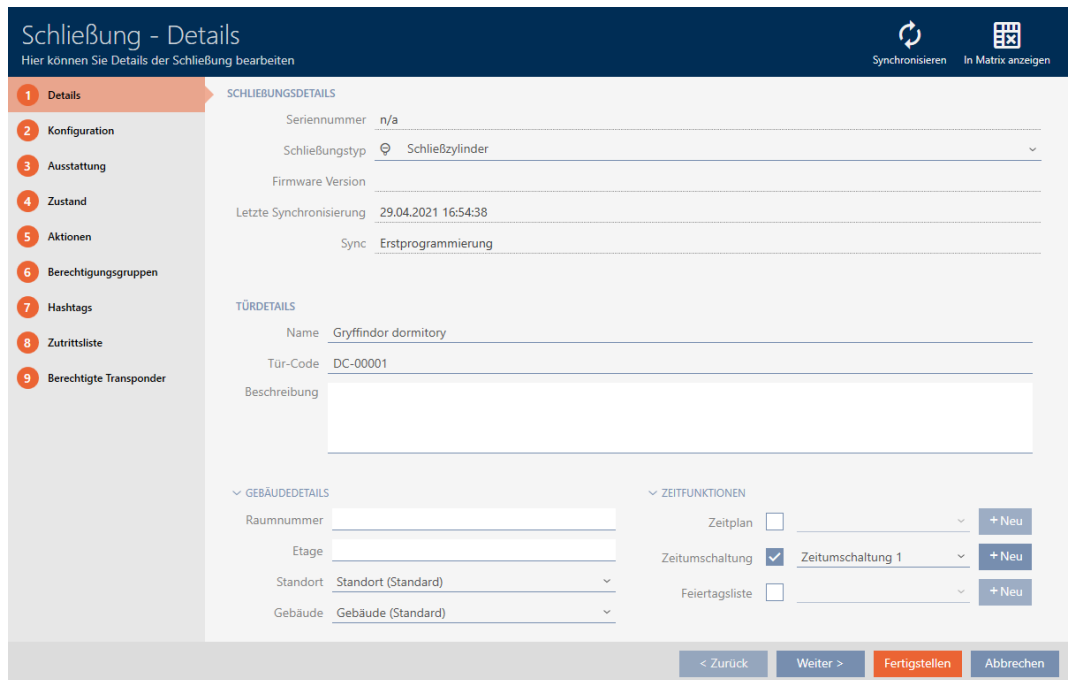 Schließung - Details
Hier können Sie Details der Schließung bearbeiten
Synchronisieren
In Matrix anzeigen
1 Details
2 Konfiguration
3 Ausstattung
4 Zustand
5 Aktionen
6 Berechtigungsgruppen
7 Hashtags
8 Zutrittsliste
9 Berechtigte Transponder
SCHLIEßUNGSDETAILS
Seriennummer n/a
Schließungstyp Schließzylinder
Firmware Version
Letzte Synchronisierung 29.04.2021 16:54:38
Sync Erstprogrammierung
TÜRDETAILS
Name Gryffindor dormitory
Tür-Code DC-00001
Beschreibung
GEBÄUDEDETAILS
Raumnummer
Etage
Standort Standort (Standard)
Gebäude Gebäude (Standard)
ZEITFUNKTIONEN
Zeitplan + Neu
Zeitumschaltung Zeitumschaltung 1 + Neu
Feiertagsliste + Neu
< Zurück
Weiter >
Fertigstellen
Abbrechen